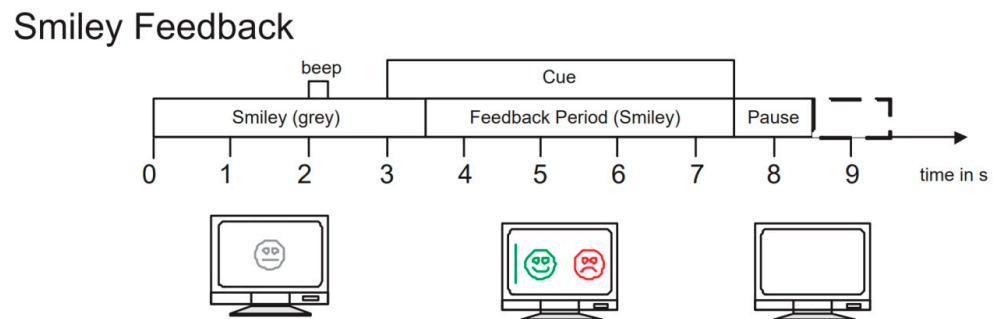 Smiley Feedback
beep
Cue
Smiley (grey) Feedback Period (Smiley) Pause
0 1 2 3 4 5 6 7 8 9 time in s